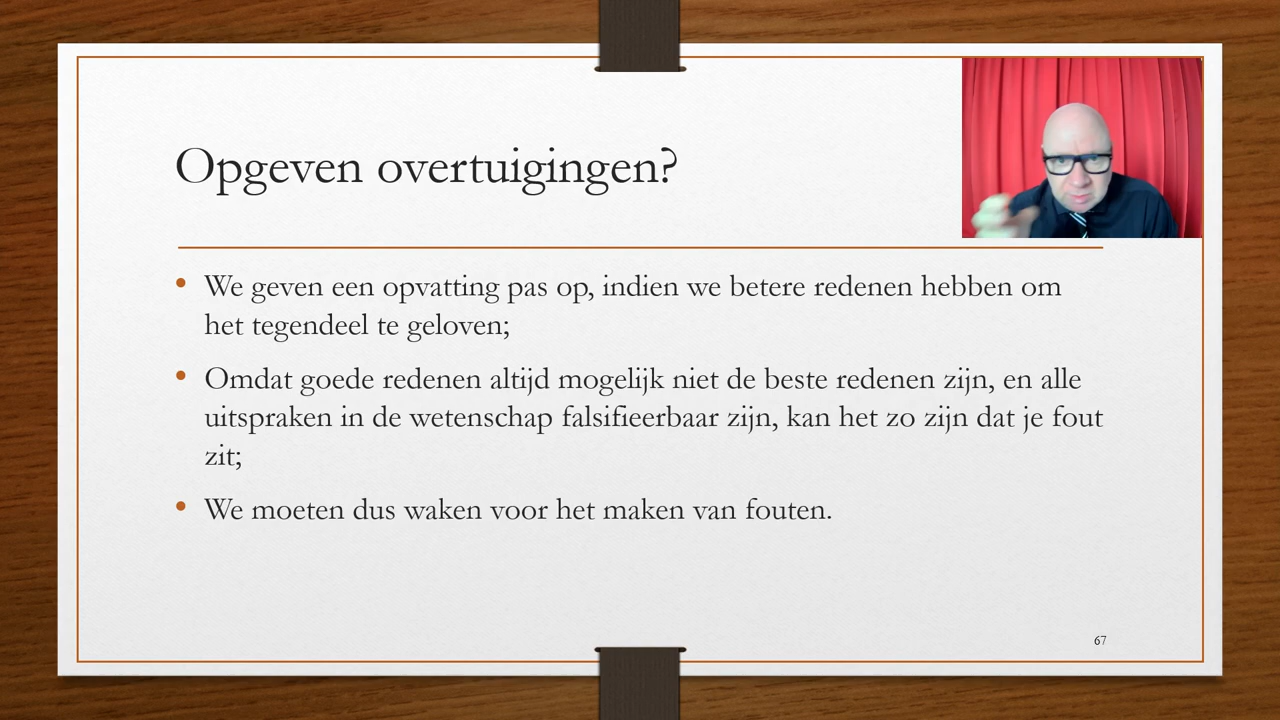 Opgeven overtuigingen?
• We geven een opvatting pas op, indien we betere redenen hebben om
het tegendeel te geloven;
• Omdat goede redenen altijd mogelijk niet de beste redenen zijn, en alle
uitspraken in de wetenschap falsifieerbaar zijn, kan het zo zijn dat je fout
zit;
• We moeten dus waken voor het maken van fouten.
67